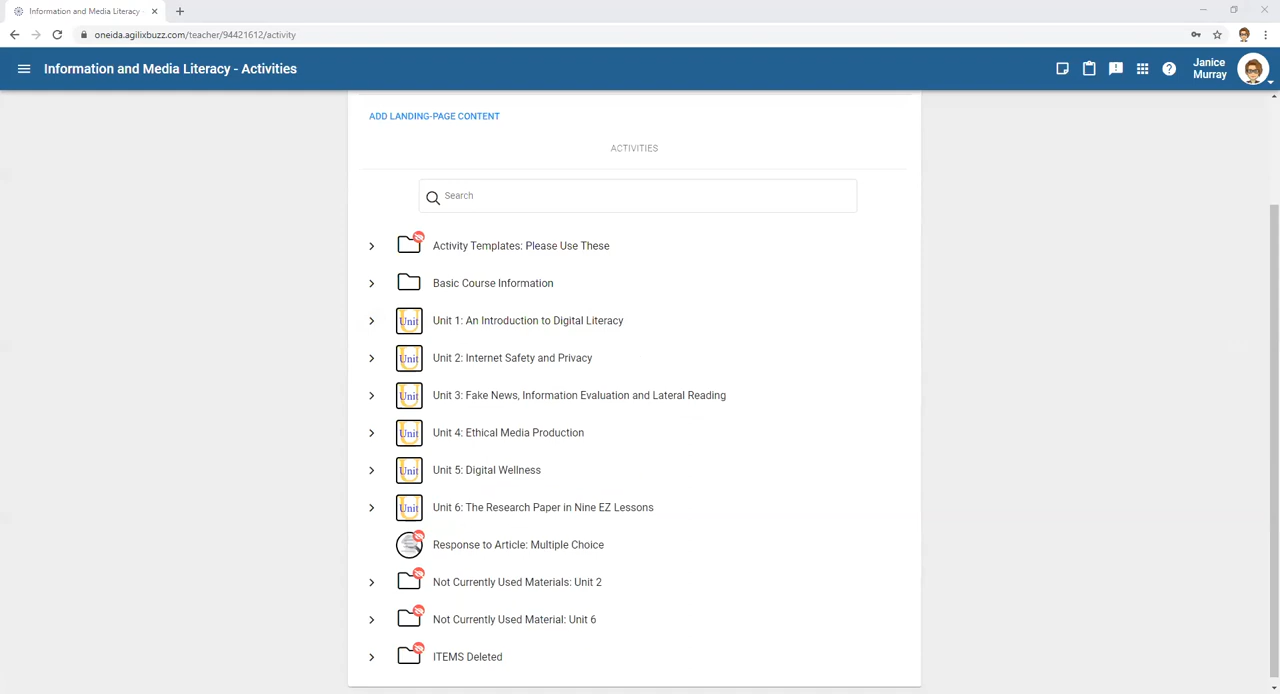 Information and Media Literacy
oneida.agilixbuzz.com/teacher/94421612/activity
Information and Media Literacy - Activities
Janice
Murray
ADD LANDING-PAGE CONTENT
ACTIVITIES
Search
Activity Templates: Please Use These
Basic Course Information
Unit Unit 1: An Introduction to Digital Literacy
Unit Unit 2: Internet Safety and Privacy
Unit Unit 3: Fake News, Information Evaluation and Lateral Reading
Unit Unit 4: Ethical Media Production
Unit Unit 5: Digital Wellness
Unit Unit 6: The Research Paper in Nine EZ Lessons
Response to Article: Multiple Choice
Not Currently Used Materials: Unit 2
Not Currently Used Material: Unit 6
ITEMS Deleted